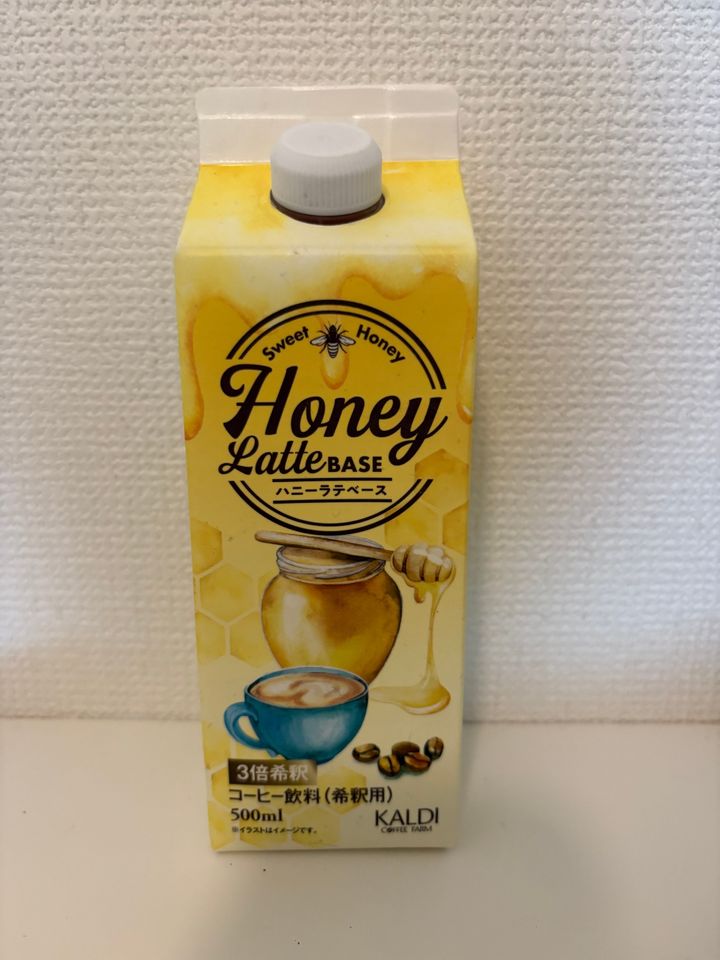 Sweet Honey
Honey
Latte BASE
ハニーラテベース
3倍希釈
コーヒー飲料(希釈用)
500ml
※イラストはイメージです。
KALDI
COFFEE FARM